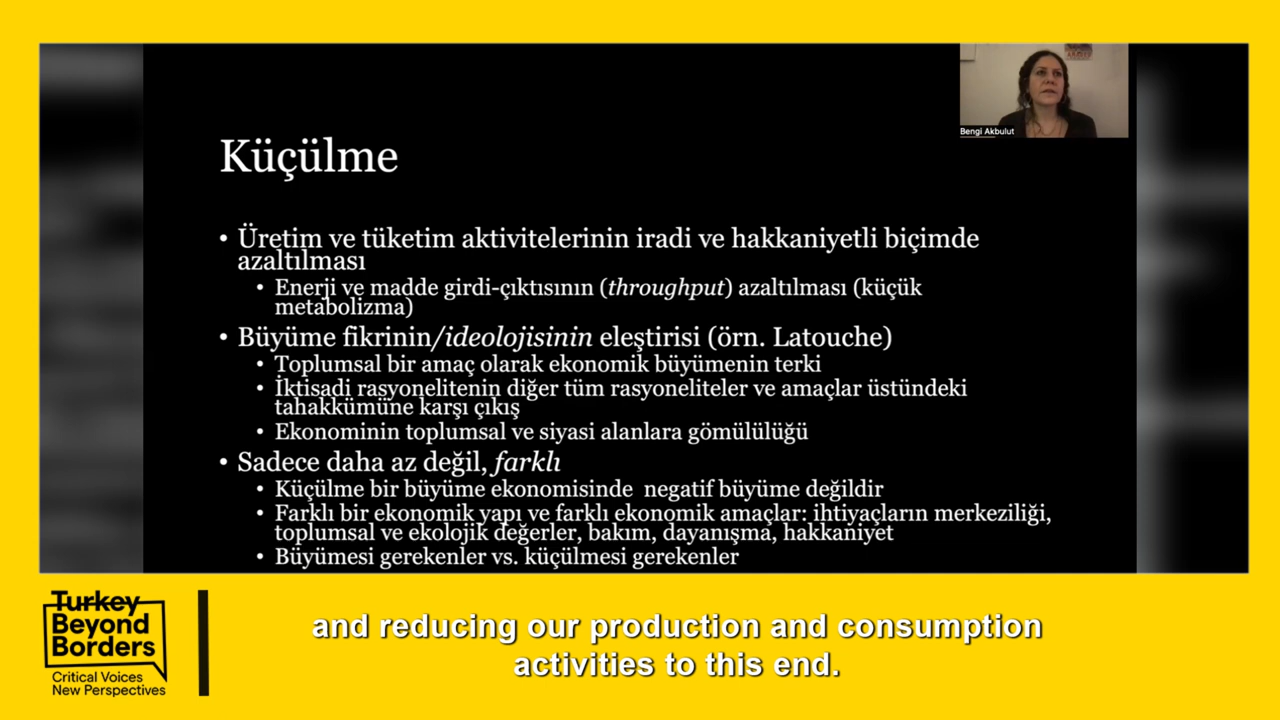 Bengi Akbulut
Küçülme
• Üretim ve tüketim aktivitelerinin iradi ve hakkaniyetli biçimde
azaltılması
• Enerji ve madde girdi-çıktısının (throughput) azaltılması (küçük
metabolizma)
• Büyüme fikrinin/ideolojisinin eleştirisi (örn. Latouche)
• Toplumsal bir amaç olarak ekonomik büyümenin terki
• İktisadi rasyonelitenin diğer tüm rasyoneliteler ve amaçlar üstündeki
tahakkümüne karşı çıkış
• Ekonominin toplumsal ve siyasi alanlara gömülülüğü
• Sadece daha az değil, farklı
• Küçülme bir büyüme ekonomisinde negatif büyüme değildir
• Farklı bir ekonomik yapı ve farklı ekonomik amaçlar: ihtiyaçların merkeziliği,
toplumsal ve ekolojik değerler, bakım, dayanışma, hakkaniyet
• Büyümesi gerekenler vs. küçülmesi gerekenler
Turkey
Beyond
Borders
Critical Voices
New Perspectives
and reducing our production and consumption
activities to this end.